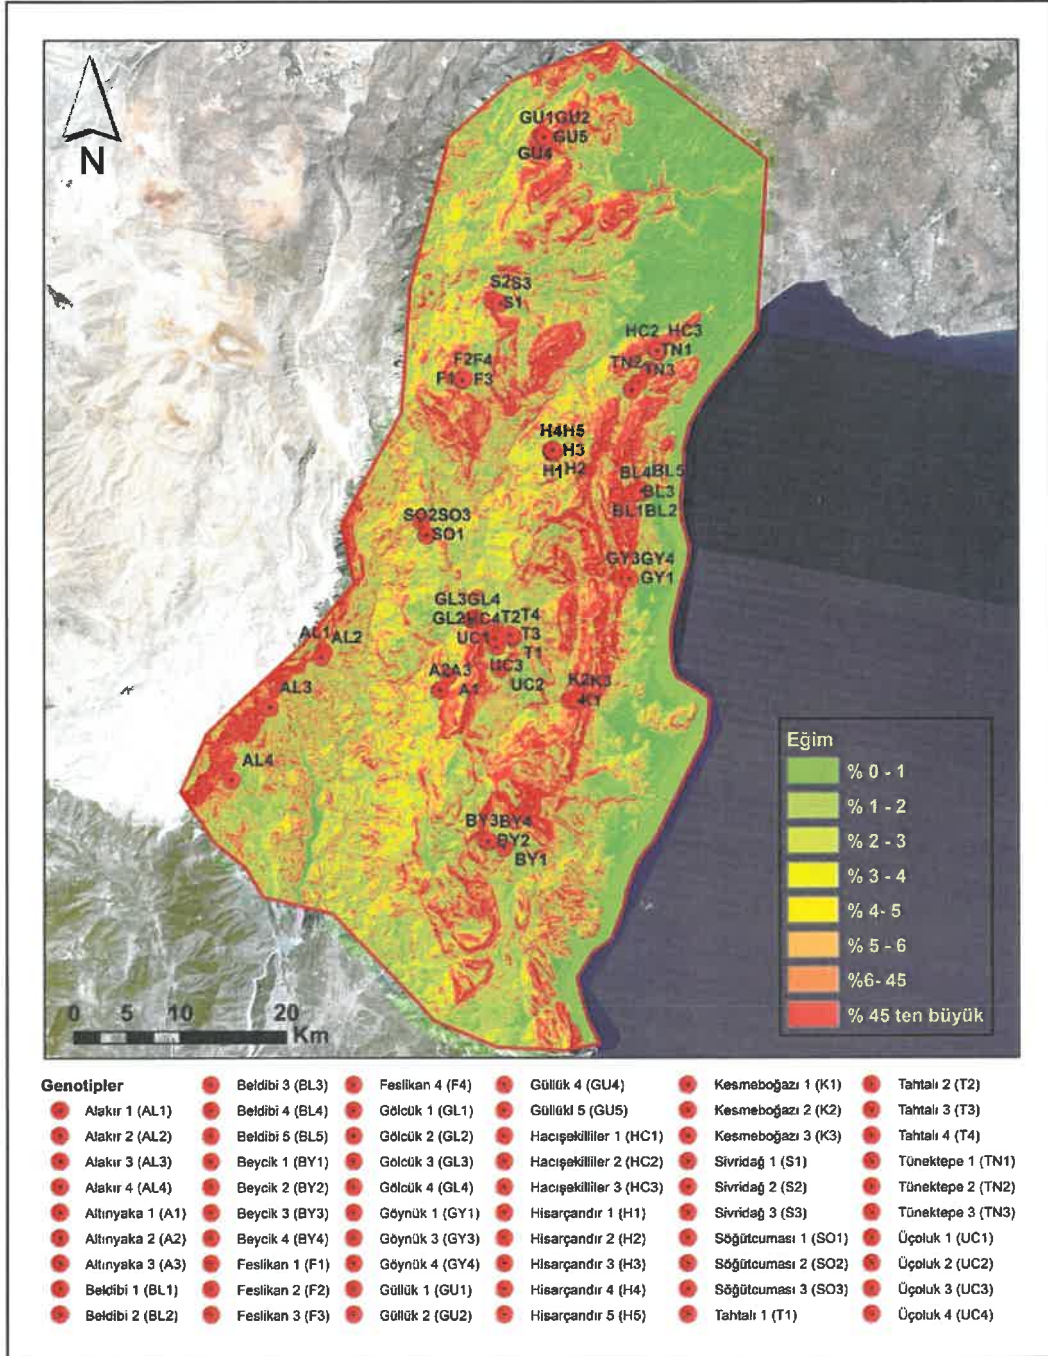 N
GU1GU2
GU5
GU4
S2S3
S1
HC2 HC3
TN1
TN2
TN3
F2F4
F1 F3
H4H5
H3
H1H2
BL4BL5
BL3
BL1BL2
SO2SO3
SO1
GY3GY4
GY1
GL3GL4
GL2UC4T2T4
UC1 T3
T1
UC3
UC2
AL1 AL2
A2A3
A1
AL3
K2K3
K1
AL4
BY3BY4
BY2
BY1
Eğim
% 0 - 1
% 1 - 2
% 2 - 3
% 3 - 4
% 4- 5
% 5 - 6
%6- 45
% 45 ten büyük
0 5 10 20
Km
Genotipler
Alakır 1 (AL1)
Alakır 2 (AL2)
Alakır 3 (AL3)
Alakır 4 (AL4)
Altınyaka 1 (A1)
Altınyaka 2 (A2)
Altınyaka 3 (A3)
Beldibi 1 (BL1)
Beldibi 2 (BL2)
Beldibi 3 (BL3)
Beldibi 4 (BL4)
Beldibi 5 (BL5)
Beycik 1 (BY1)
Beycik 2 (BY2)
Beycik 3 (BY3)
Beycik 4 (BY4)
Feslikan 1 (F1)
Feslikan 2 (F2)
Feslikan 3 (F3)
Feslikan 4 (F4)
Gölcük 1 (GL1)
Gölcük 2 (GL2)
Gölcük 3 (GL3)
Gölcük 4 (GL4)
Göynük 1 (GY1)
Göynük 3 (GY3)
Göynük 4 (GY4)
Güllük 1 (GU1)
Güllük 2 (GU2)
Güllük 4 (GU4)
Güllükl 5 (GU5)
Hacışekilliler 1 (HC1)
Hacışekilliler 2 (HC2)
Hacışekilliler 3 (HC3)
Hisarçandır 1 (H1)
Hisarçandır 2 (H2)
Hisarçandır 3 (H3)
Hisarçandır 4 (H4)
Hisarçandır 5 (H5)
Kesmeboğazı 1 (K1)
Kesmeboğazı 2 (K2)
Kesmeboğazı 3 (K3)
Sivridağ 1 (S1)
Sivridağ 2 (S2)
Sivridağ 3 (S3)
Söğütcuması 1 (SO1)
Söğütcuması 2 (SO2)
Söğütcuması 3 (SO3)
Tahtalı 1 (T1)
Tahtalı 2 (T2)
Tahtalı 3 (T3)
Tahtalı 4 (T4)
Tünektepe 1 (TN1)
Tünektepe 2 (TN2)
Tünektepe 3 (TN3)
Üçoluk 1 (UC1)
Üçoluk 2 (UC2)
Üçoluk 3 (UC3)
Üçoluk 4 (UC4)